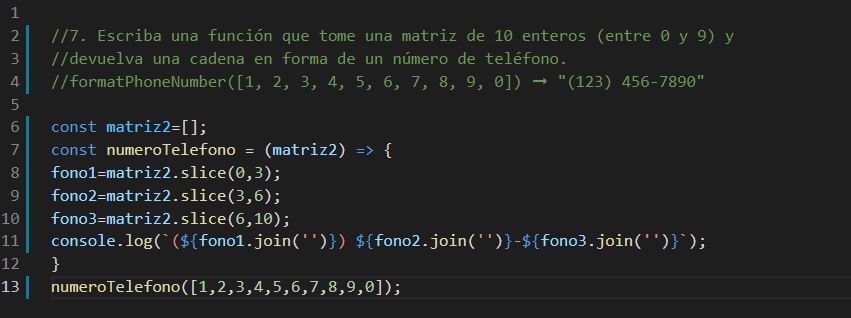 1
2 //7. Escriba una función que tome una matriz de 10 enteros (entre 0 y 9) y
3 //devuelva una cadena en forma de un número de teléfono.
4 //formatPhoneNumber([1, 2, 3, 4, 5, 6, 7, 8, 9, 0]) ➞ "(123) 456-7890"
5
6 const matriz2=[];
7 const numeroTelefono = (matriz2) => {
8 fono1=matriz2.slice(0,3);
9 fono2=matriz2.slice(3,6);
10 fono3=matriz2.slice(6,10);
11 console.log(`(${fono1.join('')}) ${fono2.join('')}-${fono3.join('')}`);
12 }
13 numeroTelefono([1,2,3,4,5,6,7,8,9,0]);